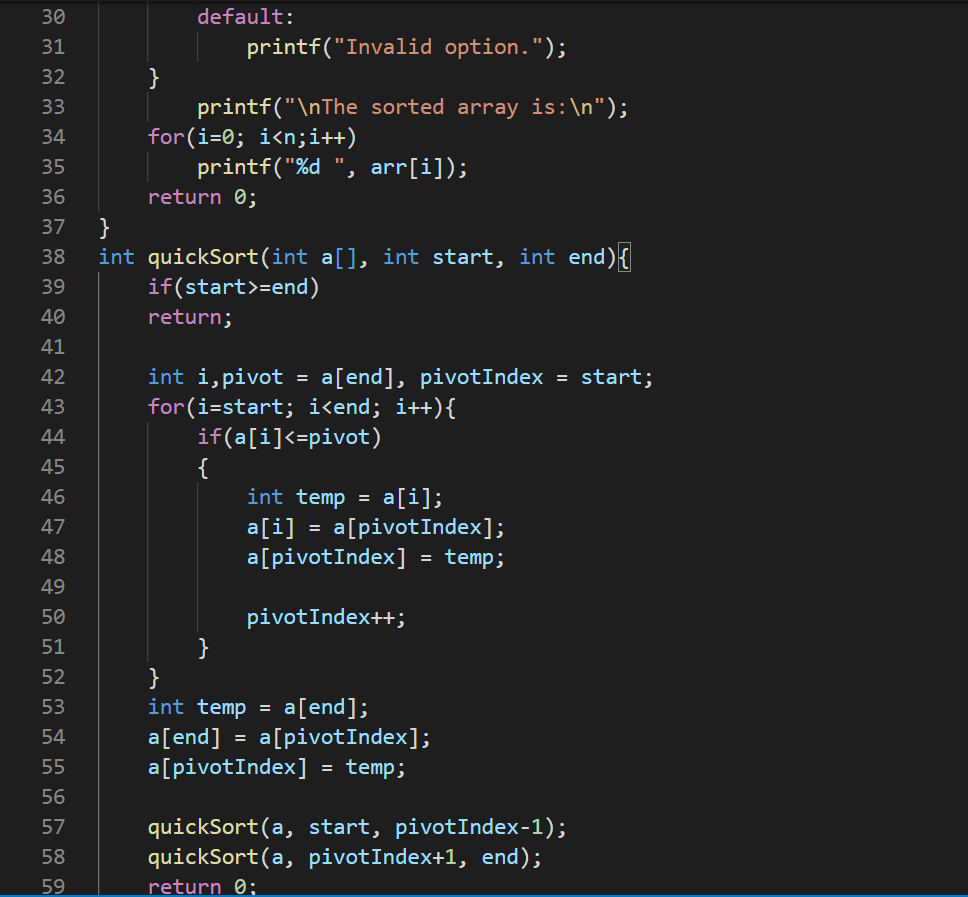 30 default:
31 printf("Invalid option.");
32 }
33 printf("\nThe sorted array is:\n");
34 for(i=0; i<n;i++)
35 printf("%d ", arr[i]);
36 return 0;
37 }
38 int quickSort(int a[], int start, int end){
39 if(start>=end)
40 return;
41
42 int i,pivot = a[end], pivotIndex = start;
43 for(i=start; i<end; i++){
44 if(a[i]<=pivot)
45 {
46 int temp = a[i];
47 a[i] = a[pivotIndex];
48 a[pivotIndex] = temp;
49
50 pivotIndex++;
51 }
52 }
53 int temp = a[end];
54 a[end] = a[pivotIndex];
55 a[pivotIndex] = temp;
56
57 quickSort(a, start, pivotIndex-1);
58 quickSort(a, pivotIndex+1, end);
59 return 0;